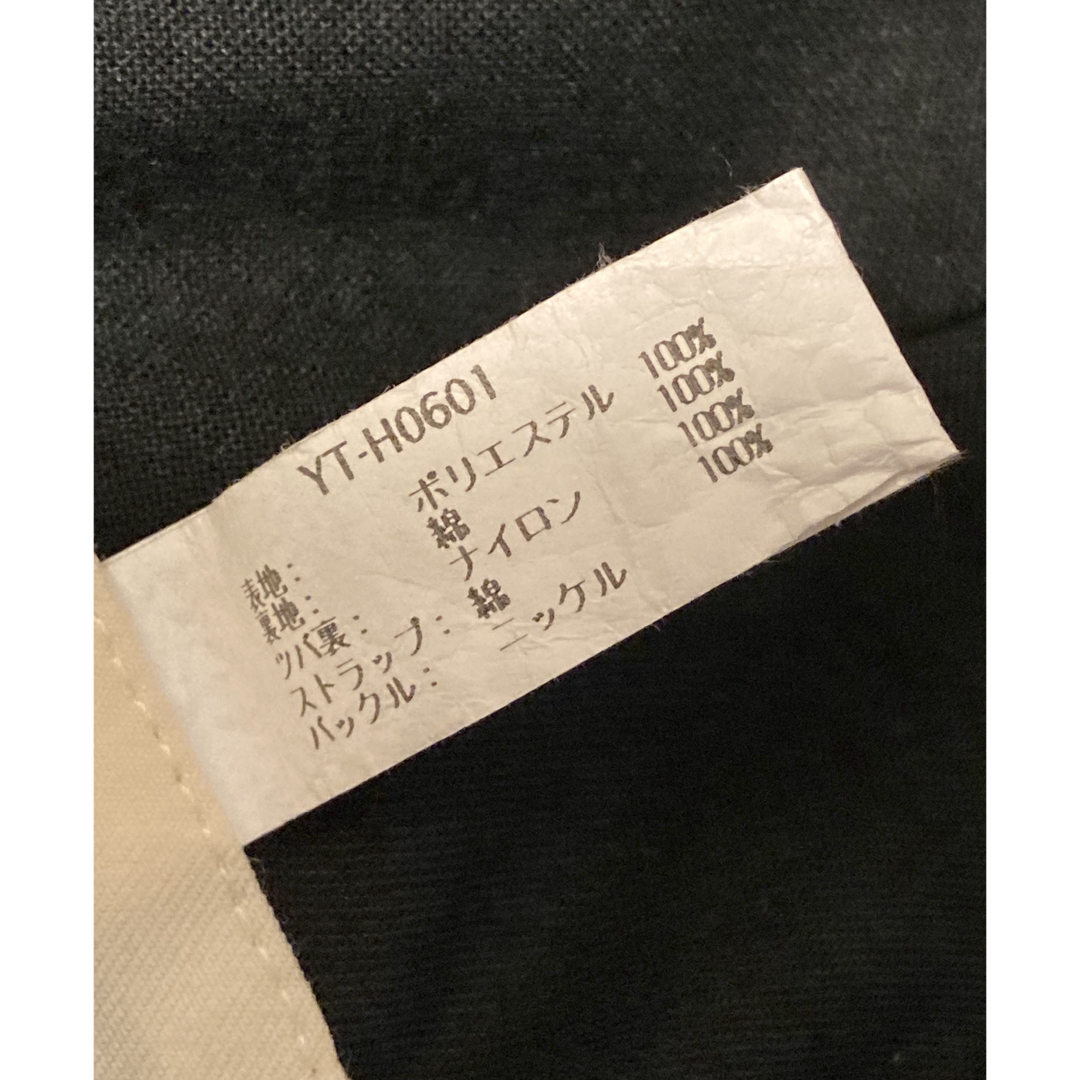 YT-H0601
表地: ポリエステル 100%
裏地: 綿 100%
ツバ裏: ナイロン 100%
ストラップ: 綿 100%
バックル: ニッケル